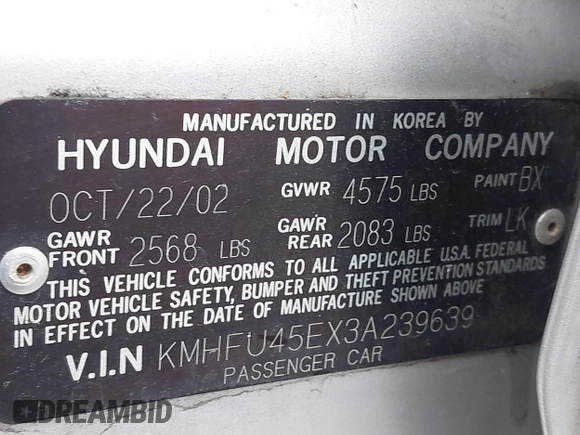 MANUFACTURED IN KOREA BY
HYUNDAI MOTOR COMPANY
OCT/22/02 GVWR 4575 LBS PAINT BX
GAWR FRONT 2568 LBS GAWR REAR 2083 LBS TRIM LK
THIS VEHICLE CONFORMS TO ALL APPLICABLE U.S.A. FEDERAL
MOTOR VEHICLE SAFETY, BUMPER AND THEFT PREVENTION STANDARDS
IN EFFECT ON THE DATE OF MANUFACTURE SHOWN ABOVE
V.I.N KMHFU45EX3A239639
PASSENGER CAR
DREAMBID